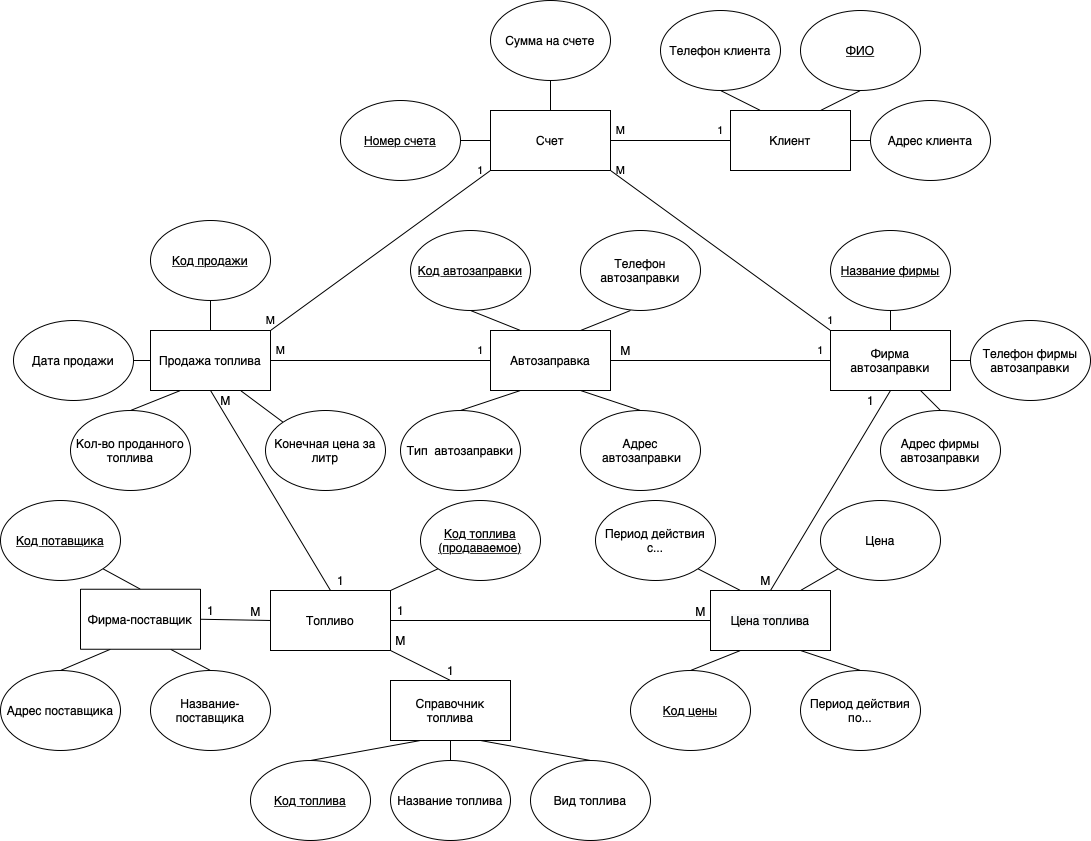 Сумма на счете
Телефон клиента
ФИО
Номер счета
Счет
М
1
Клиент
Адрес клиента
1
М
Код продажи
Код автозаправки
Телефон
автозаправки
Название фирмы
М
1
Дата продажи
Продажа топлива
М
1
Автозаправка
М
1
Фирма
автозаправки
Телефон фирмы
автозаправки
М
1
Кол-во проданного
топлива
Конечная цена за
литр
Тип автозаправки
Адрес
автозаправки
Адрес фирмы
автозаправки
Код потавщика
Код топлива
(продаваемое)
Период действия
с...
Цена
1
М
Фирма-поставщик
1
М
Топливо
1
М
Цена топлива
М
1
Адрес поставщика
Название-
поставщика
Справочник
топлива
Код цены
Период действия
по...
Код топлива
Название топлива
Вид топлива